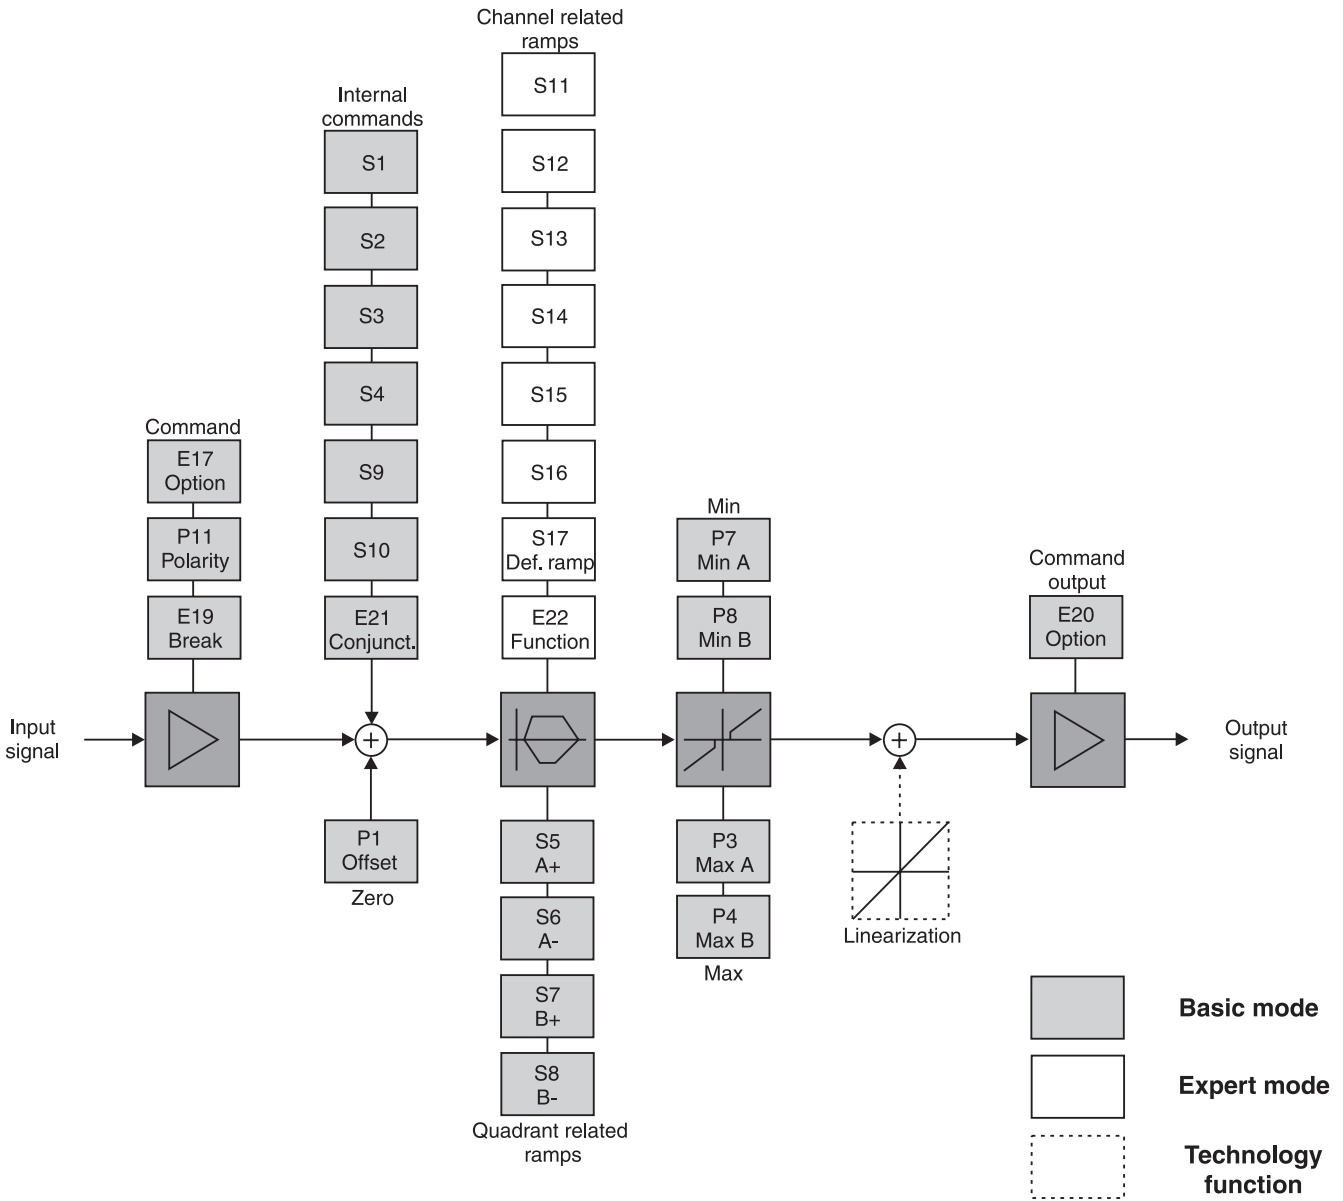 Channel related
ramps
S11
S12
S13
S14
S15
S16
S17
Def. ramp
E22
Function
Internal
commands
S1
S2
S3
S4
S9
S10
E21
Conjunct.
Command
E17
Option
P11
Polarity
E19
Break
Min
P7
Min A
P8
Min B
Command
output
E20
Option
Input
signal
Output
signal
P1
Offset
Zero
S5
A+
S6
A-
S7
B+
S8
B-
Quadrant related
ramps
P3
Max A
P4
Max B
Max
Linearization
Basic mode
Expert mode
Technology
function